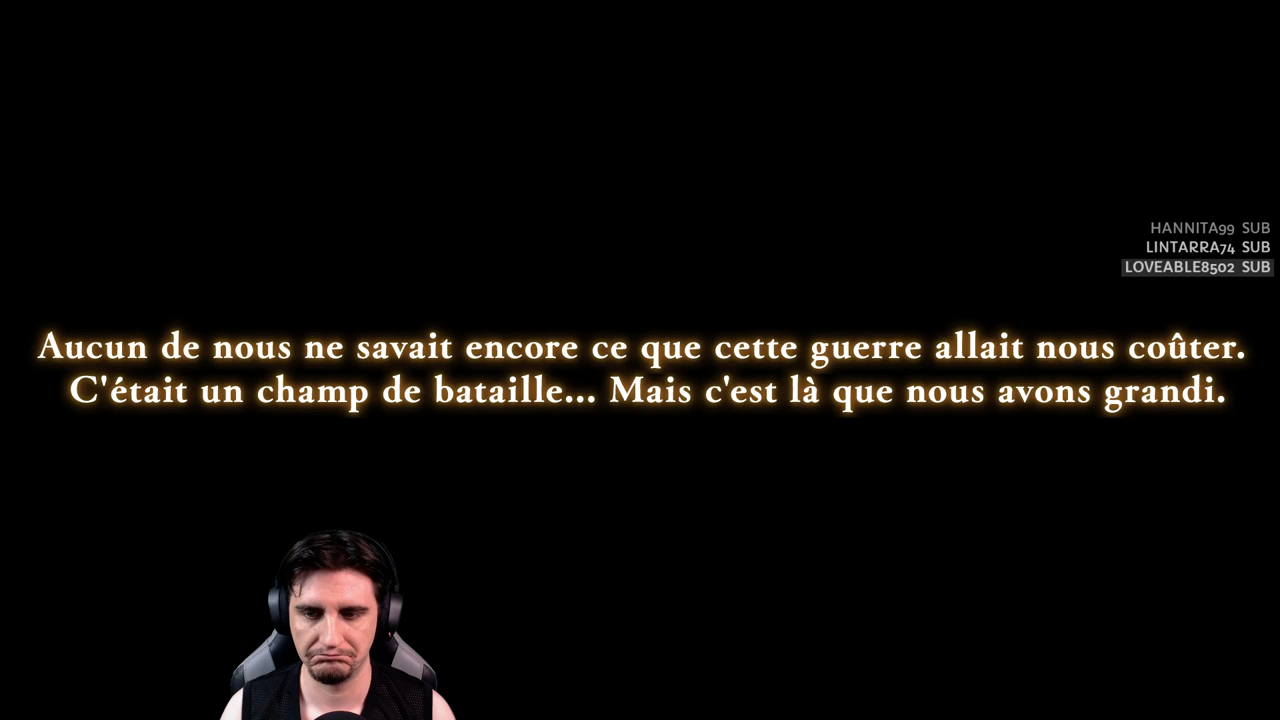 HANNITA99 SUB
LINTARRA74 SUB
LOVEABLE8502 SUB
Aucun de nous ne savait encore ce que cette guerre allait nous coûter.
C'était un champ de bataille... Mais c'est là que nous avons grandi.